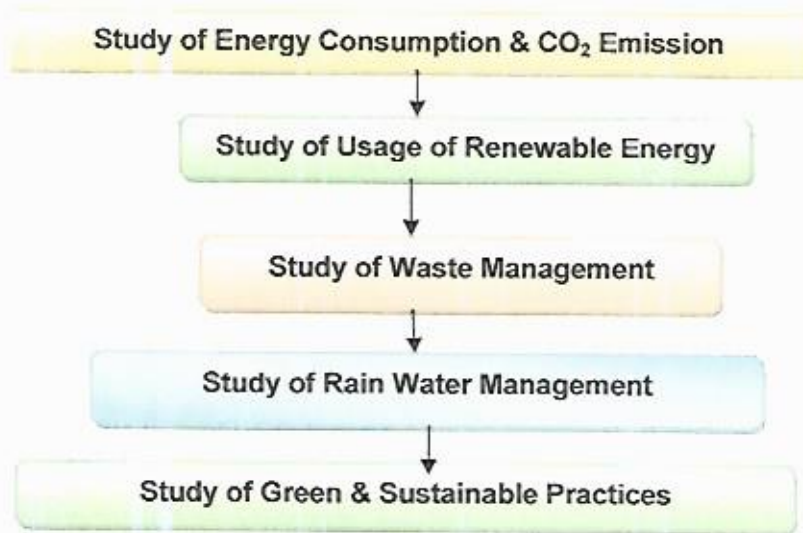 Study of Energy Consumption & CO₂ Emission
Study of Usage of Renewable Energy
Study of Waste Management
Study of Rain Water Management
Study of Green & Sustainable Practices